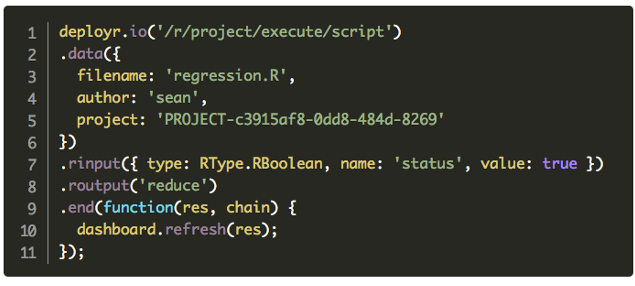 1 deployr.io('/r/project/execute/script')
2 .data({
3   filename: 'regression.R',
4   author: 'sean',
5   project: 'PROJECT-c3915af8-0dd8-484d-8269'
6 })
7 .rinput({ type: RType.RBoolean, name: 'status', value: true })
8 .routput('reduce')
9 .end(function(res, chain) {
10   dashboard.refresh(res);
11 });